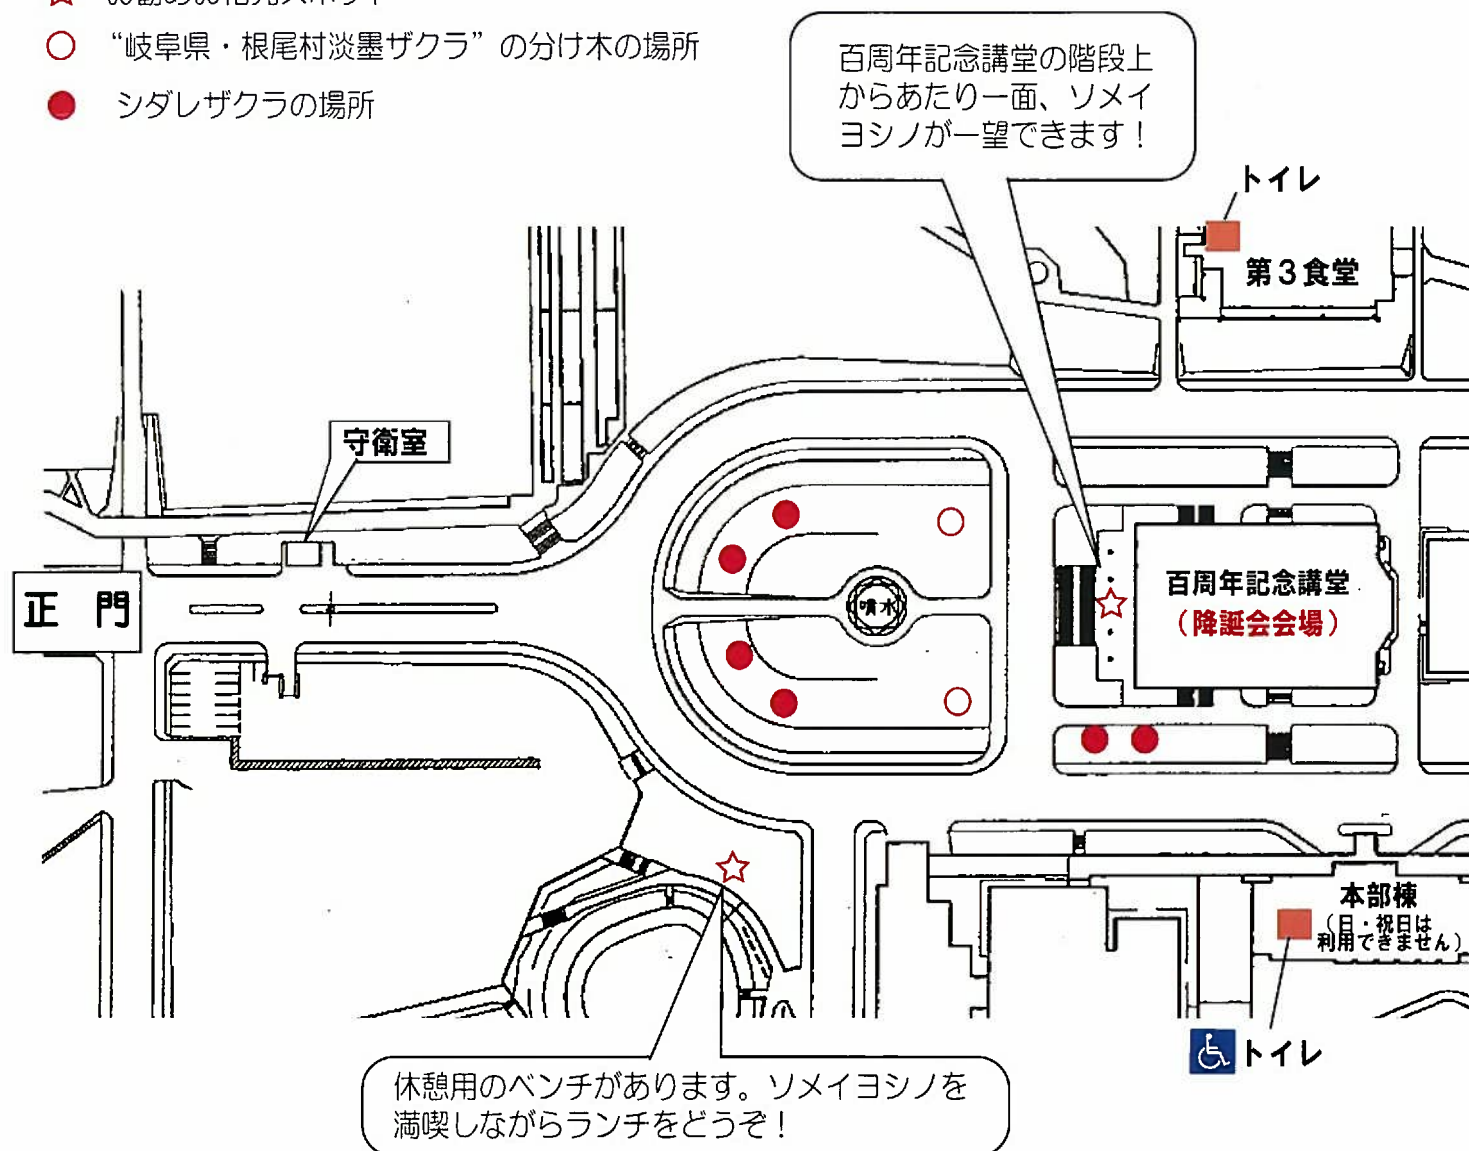 “岐阜県・根尾村淡墨ザクラ”の分け木の場所
シダレザクラの場所
百周年記念講堂の階段上
からあたり一面、ソメイ
ヨシノが一望できます！
トイレ
第３食堂
守衛室
正 門
噴水
百周年記念講堂
（降誕会会場）
本部棟
（日・祝日は
利用できません）
トイレ
休憩用のベンチがあります。ソメイヨシノを
満喫しながらランチをどうぞ！